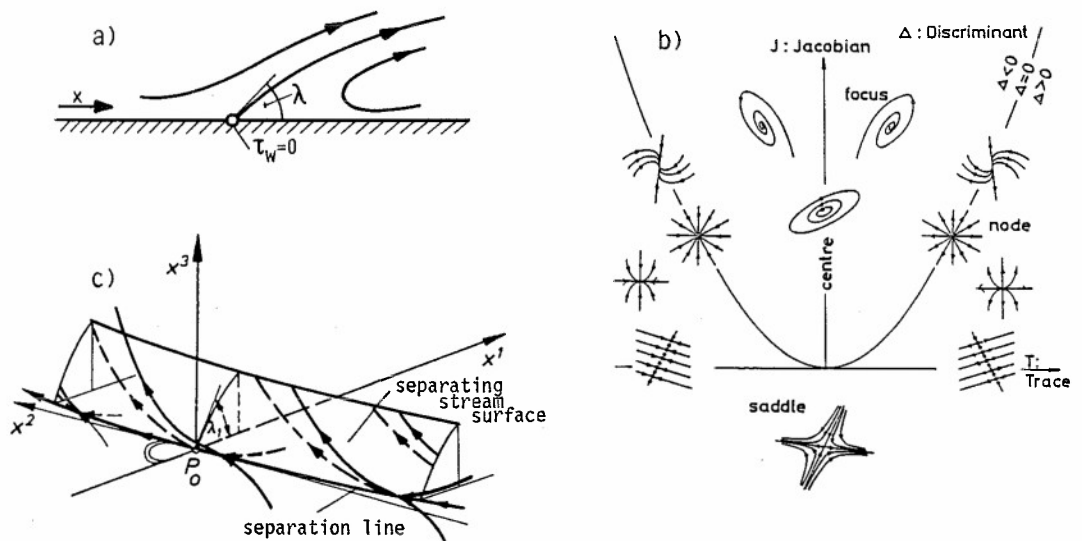 a)
x
λ
τ_W=0
b)
Δ : Discriminant
J : Jacobian
Δ<0
Δ=0
Δ>0
focus
node
centre
Tr
Trace
saddle
c)
x³
x¹
x²
separating
stream
surface
λ₁
P₀
separation line